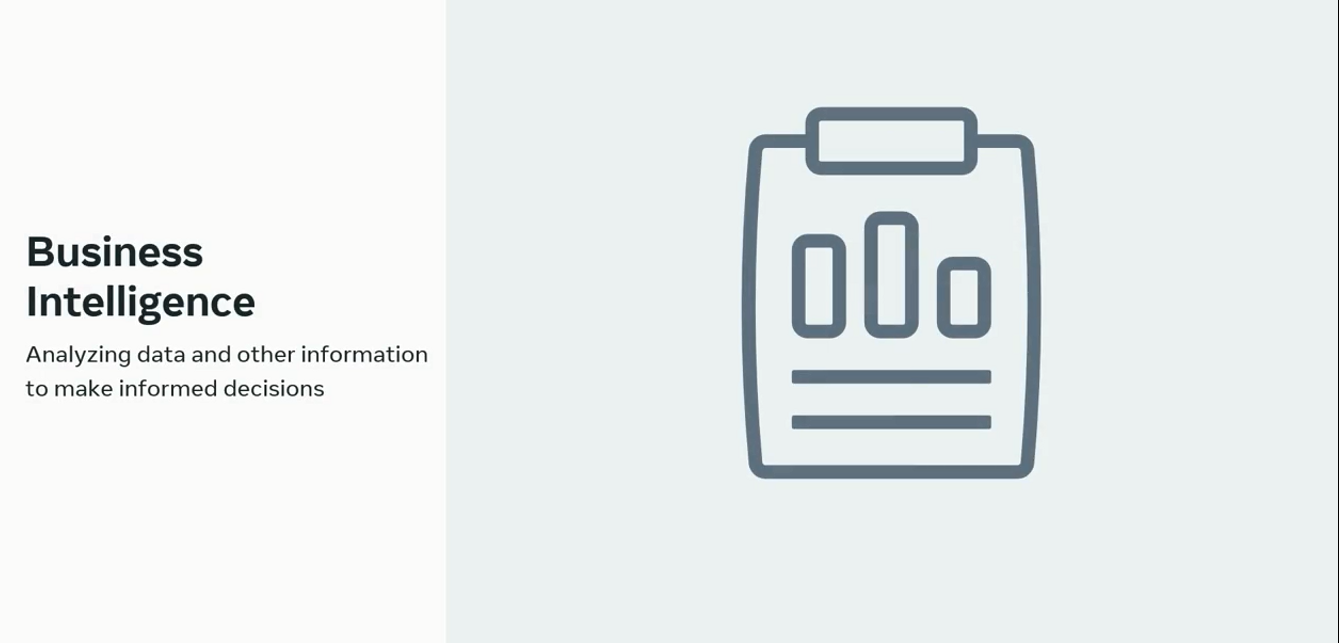 Business
Intelligence
Analyzing data and other information
to make informed decisions